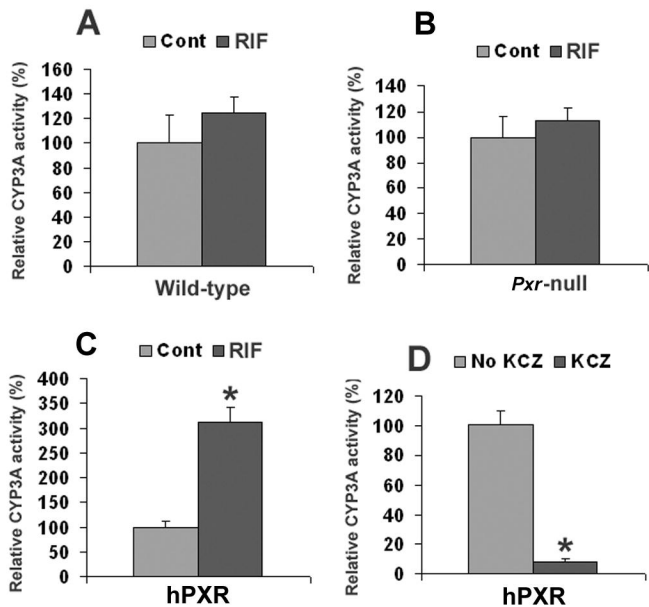 A
Cont RIF
Relative CYP3A activity (%)
160
140
120
100
80
60
40
20
0
Wild-type
B
Cont RIF
Relative CYP3A activity (%)
140
120
100
80
60
40
20
0
Pxr-null
C
Cont RIF
Relative CYP3A activity (%)
400
350
300
250
200
150
100
50
0
*
hPXR
D
No KCZ KCZ
Relative CYP3A activity (%)
120
100
80
60
40
20
0
*
hPXR